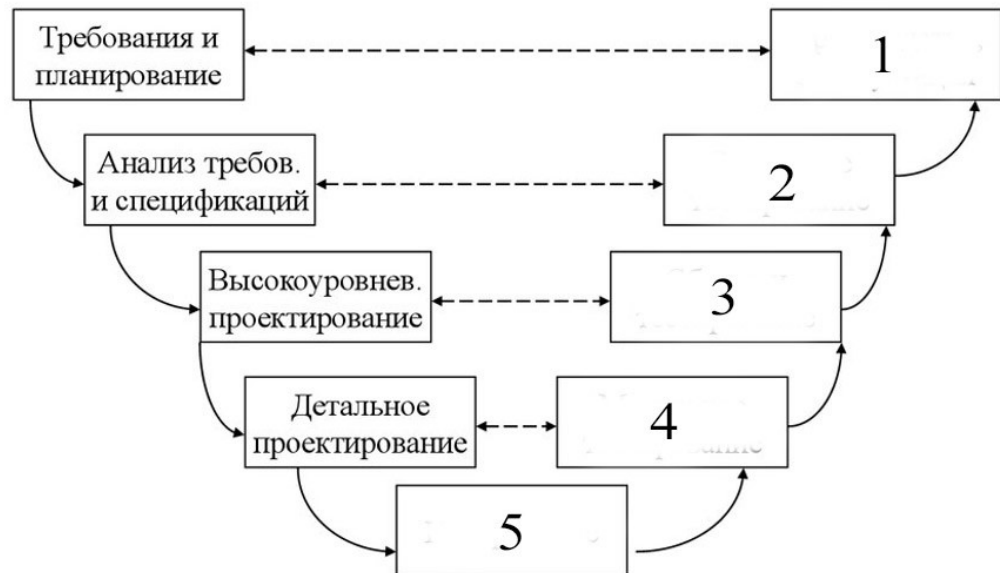 Требования и
планирование
1
Анализ требов.
и спецификаций
2
Высокоуровнев.
проектирование
3
Детальное
проектирование
4
5